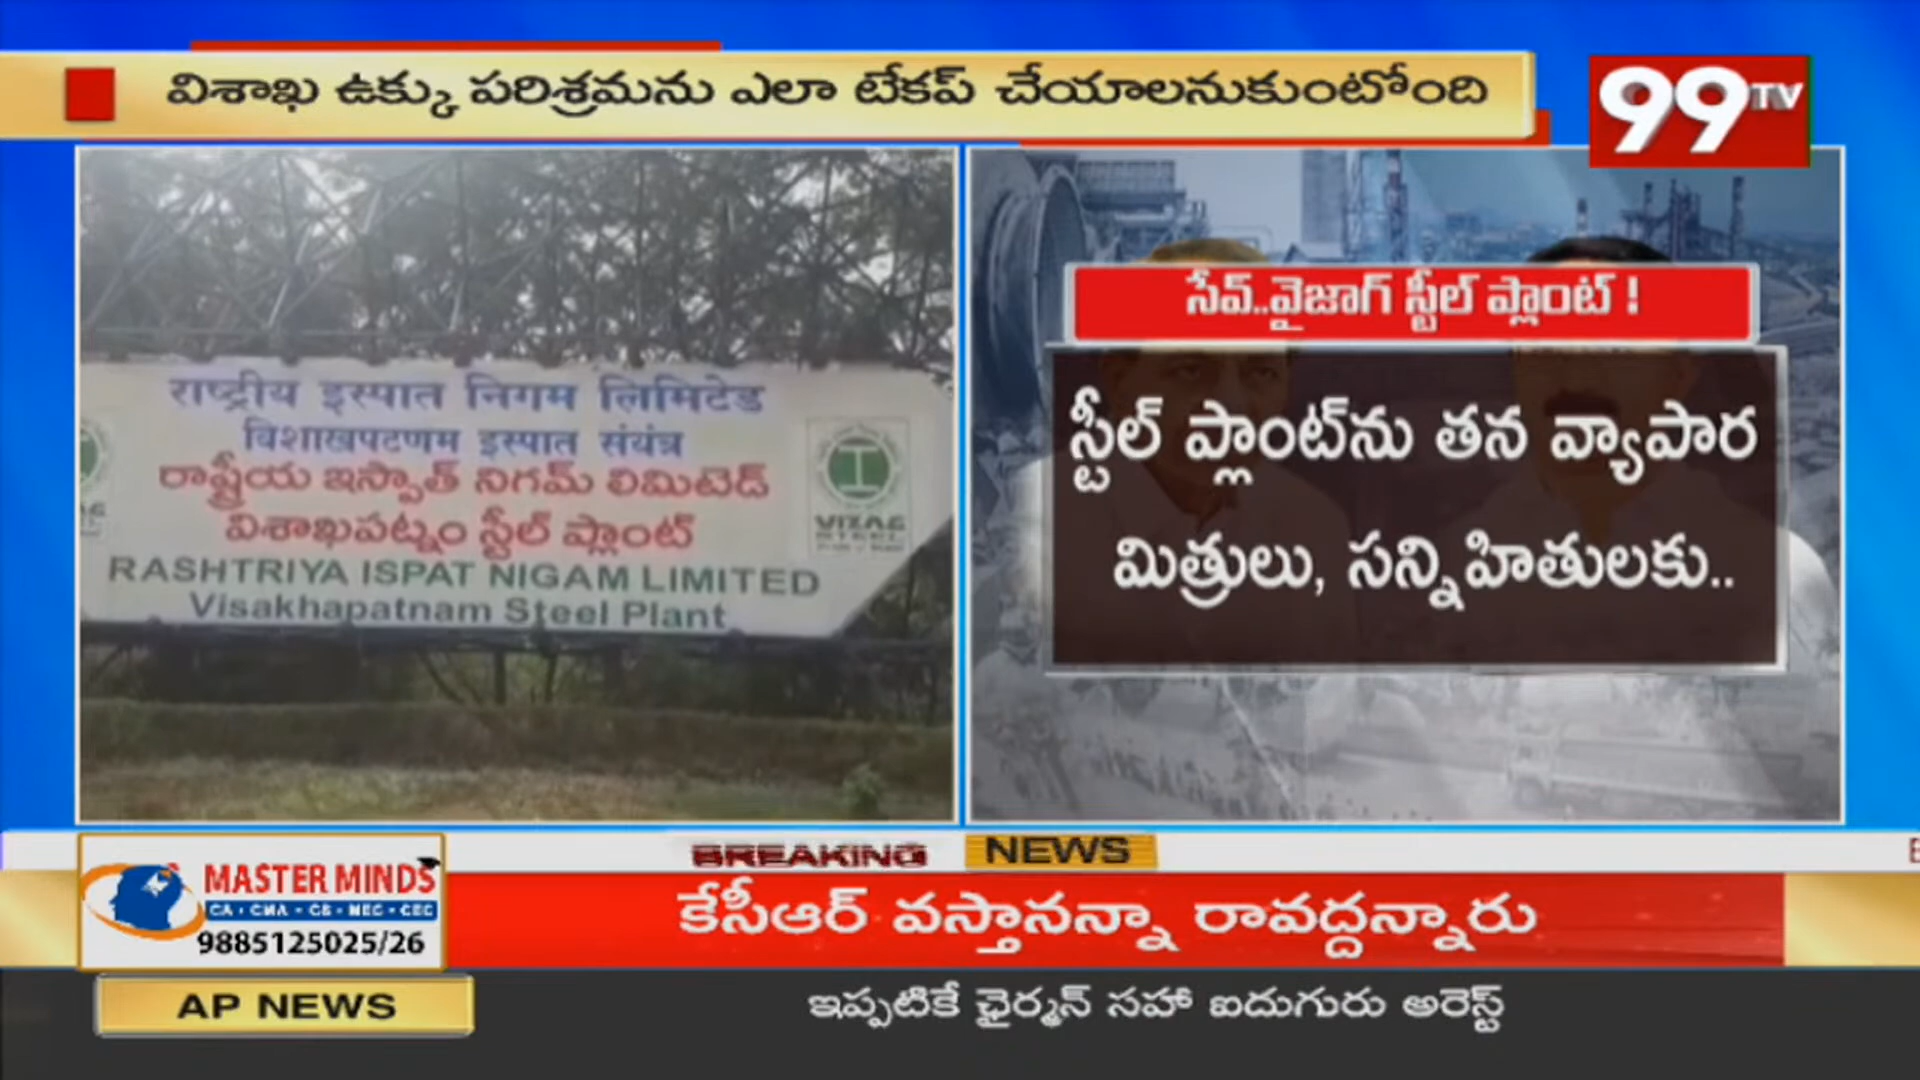 విశాఖ ఉక్కు పరిశ్రమను ఎలా టేకప్ చేయాలనుకుంటోంది
99TV
राष्ट्रीय इस्पात निगम लिमिटेड
विशाखपटणम इस्पात संयंत्र
రాష్ట్రీయ ఇస్పాత్ నిగమ్ లిమిటెడ్
విశాఖపట్నం స్టీల్ ప్లాంట్
RASHTRIYA ISPAT NIGAM LIMITED
Visakhapatnam Steel Plant
VIZAG
STEEL
సేవ్..వైజాగ్ స్టీల్ ప్లాంట్ !
స్టీల్ ప్లాంట్‌ను తన వ్యాపార
మిత్రులు, సన్నిహితులకు..
BREAKING NEWS
MASTER MINDS
CA • CMA • CS • MEC • CEC
9885125025/26
కేసీఆర్ వస్తానన్నా రావద్దన్నారు
AP NEWS
ఇప్పటికే ఛైర్మన్ సహా ఐదుగురు అరెస్ట్